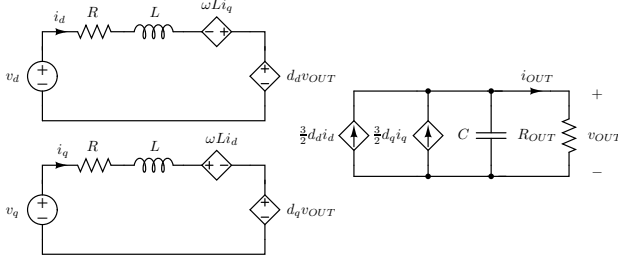 i_d R L ωLi_q
− +
+ −
v_d
+ −
d_d v_OUT
i_q R L ωLi_d
+ −
+ −
v_q
+ −
d_q v_OUT
i_OUT
+
3/2 d_d i_d 3/2 d_q i_q C R_OUT v_OUT
−